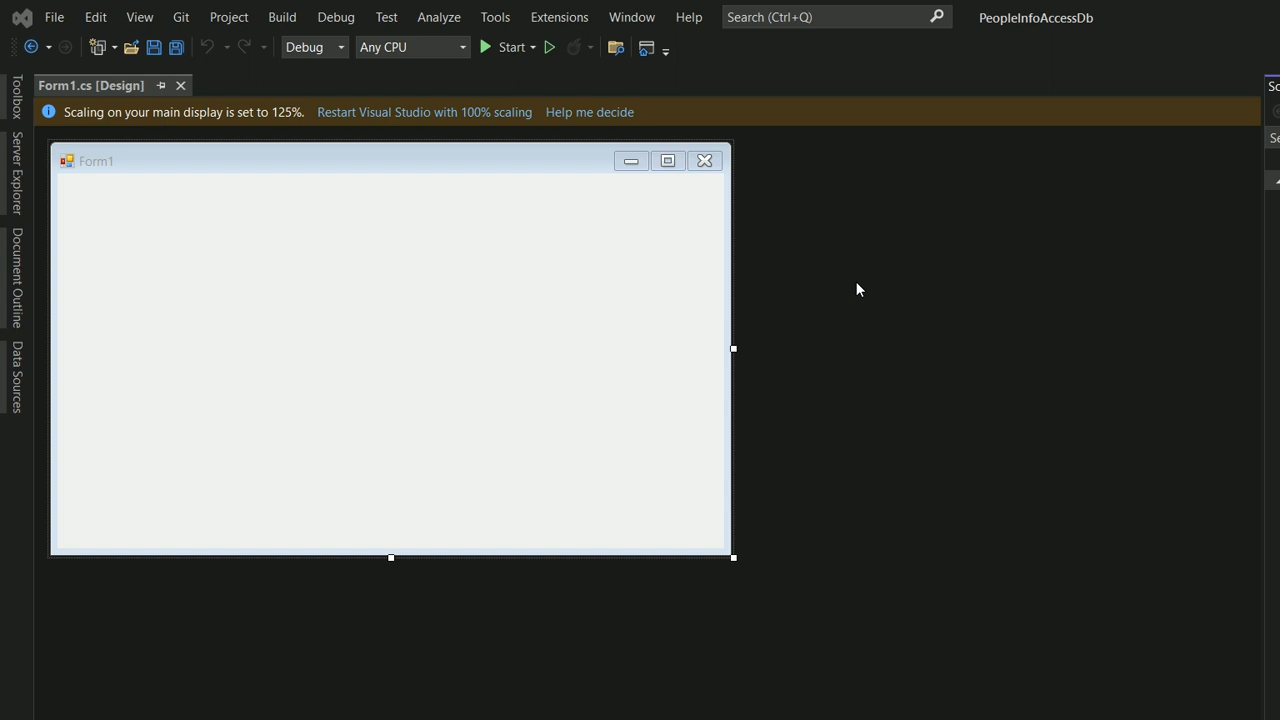 File Edit View Git Project Build Debug Test Analyze Tools Extensions Window Help Search (Ctrl+Q) PeopleInfoAccessDb
Debug Any CPU Start
Form1.cs [Design]
Scaling on your main display is set to 125%. Restart Visual Studio with 100% scaling Help me decide
Form1
Toolbox
Server Explorer
Document Outline
Data Sources